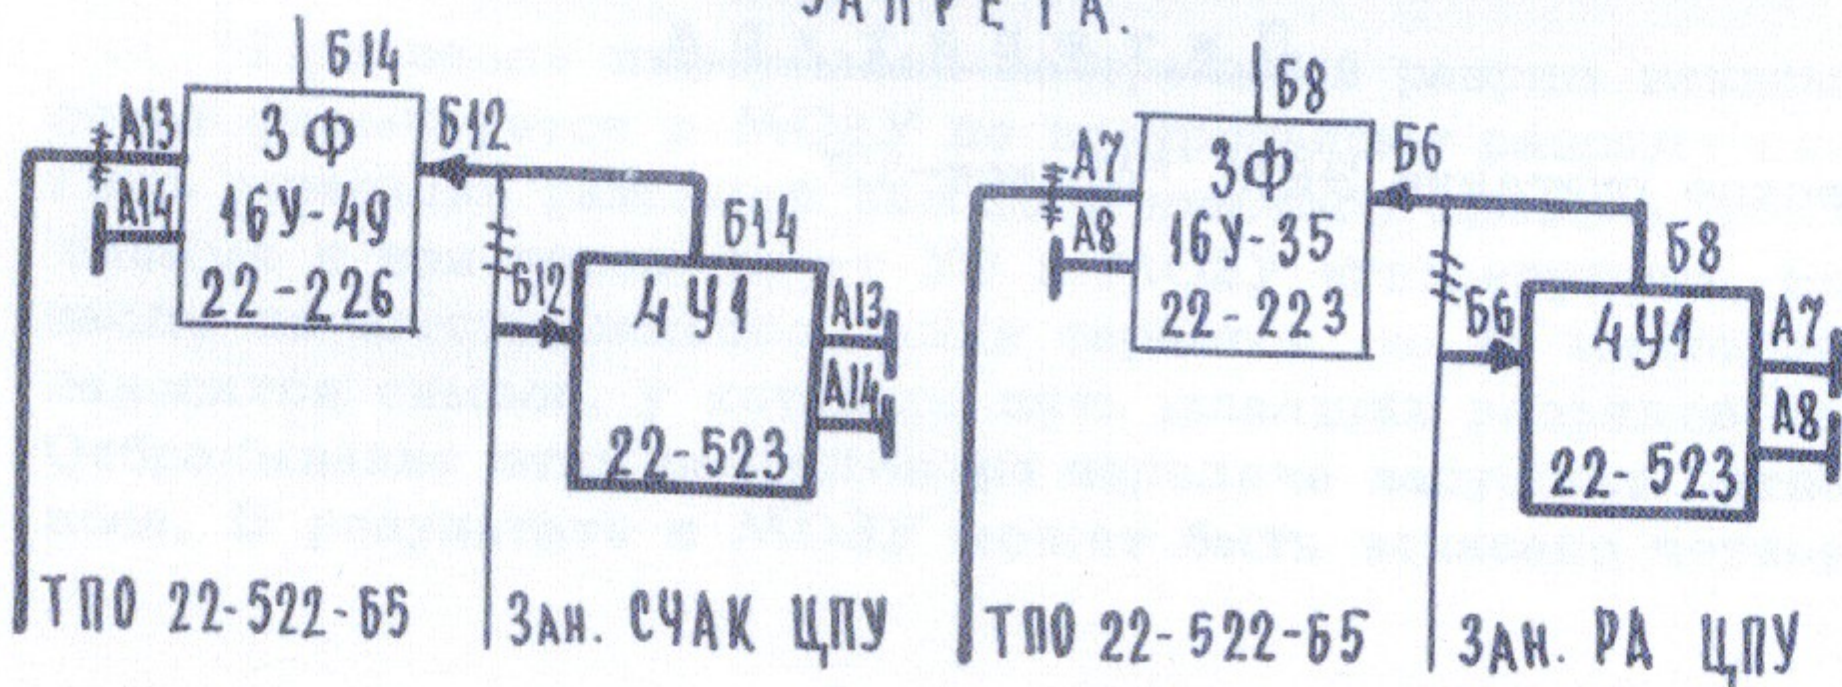 ЗАПРЕТА.
Б14
А13
3Ф
Б12
А14
16У-49
22-226
Б14
Б12
4У1
А13
А14
22-523
ТПО 22-522-Б5
Зан. СЧАК ЦПУ
Б8
А7
3Ф
Б6
А8
16У-35
22-223
Б8
Б6
4У1
А7
А8
22-523
ТПО 22-522-Б5
Зан. РА ЦПУ